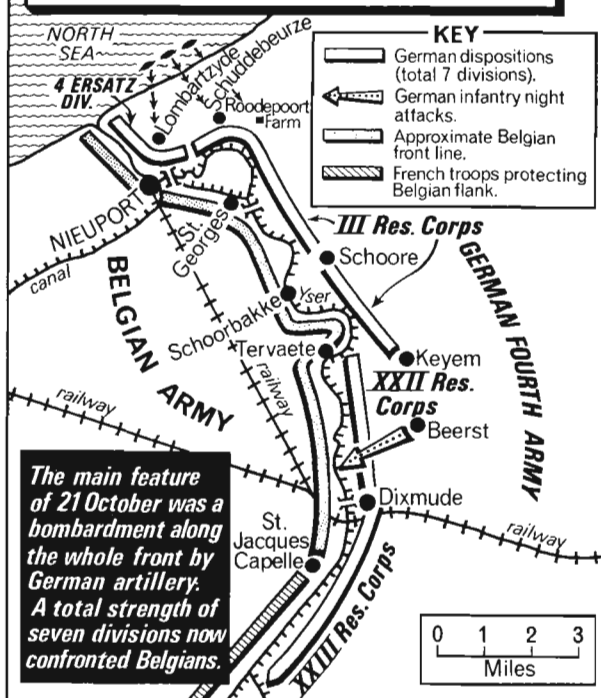 NORTH
SEA
4 ERSATZ
DIV.
Lombartzyde
Schuddebeurze
Roodepoort
Farm
KEY
German dispositions
(total 7 divisions).
German infantry night
attacks.
Approximate Belgian
front line.
French troops protecting
Belgian flank.
NIEUPORT
St.
Georges
III Res. Corps
Schoore
canal
BELGIAN ARMY
GERMAN FOURTH ARMY
Schoorbakke
Yser
Tervaete
Keyem
railway
railway
XXII Res.
Corps
Beerst
Dixmude
railway
The main feature
of 21 October was a
bombardment along
the whole front by
German artillery.
A total strength of
seven divisions now
confronted Belgians.
St.
Jacques
Capelle
XXIII Res. Corps
0 1 2 3
Miles